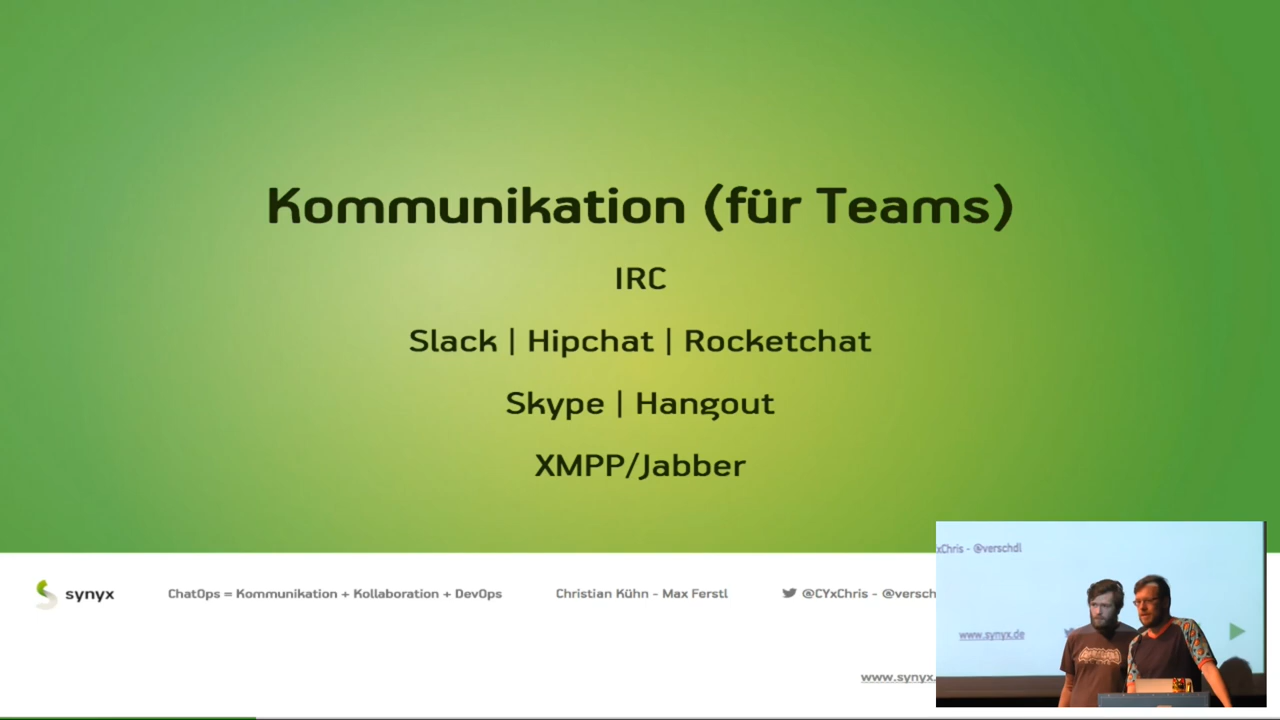 Kommunikation (für Teams)
IRC
Slack | Hipchat | Rocketchat
Skype | Hangout
XMPP/Jabber
synyx
ChatOps = Kommunikation + Kollaboration + DevOps
Christian Kühn - Max Ferstl
@CYxChris - @versch
www.synyx.
xChris - @verschdl
www.synyx.de